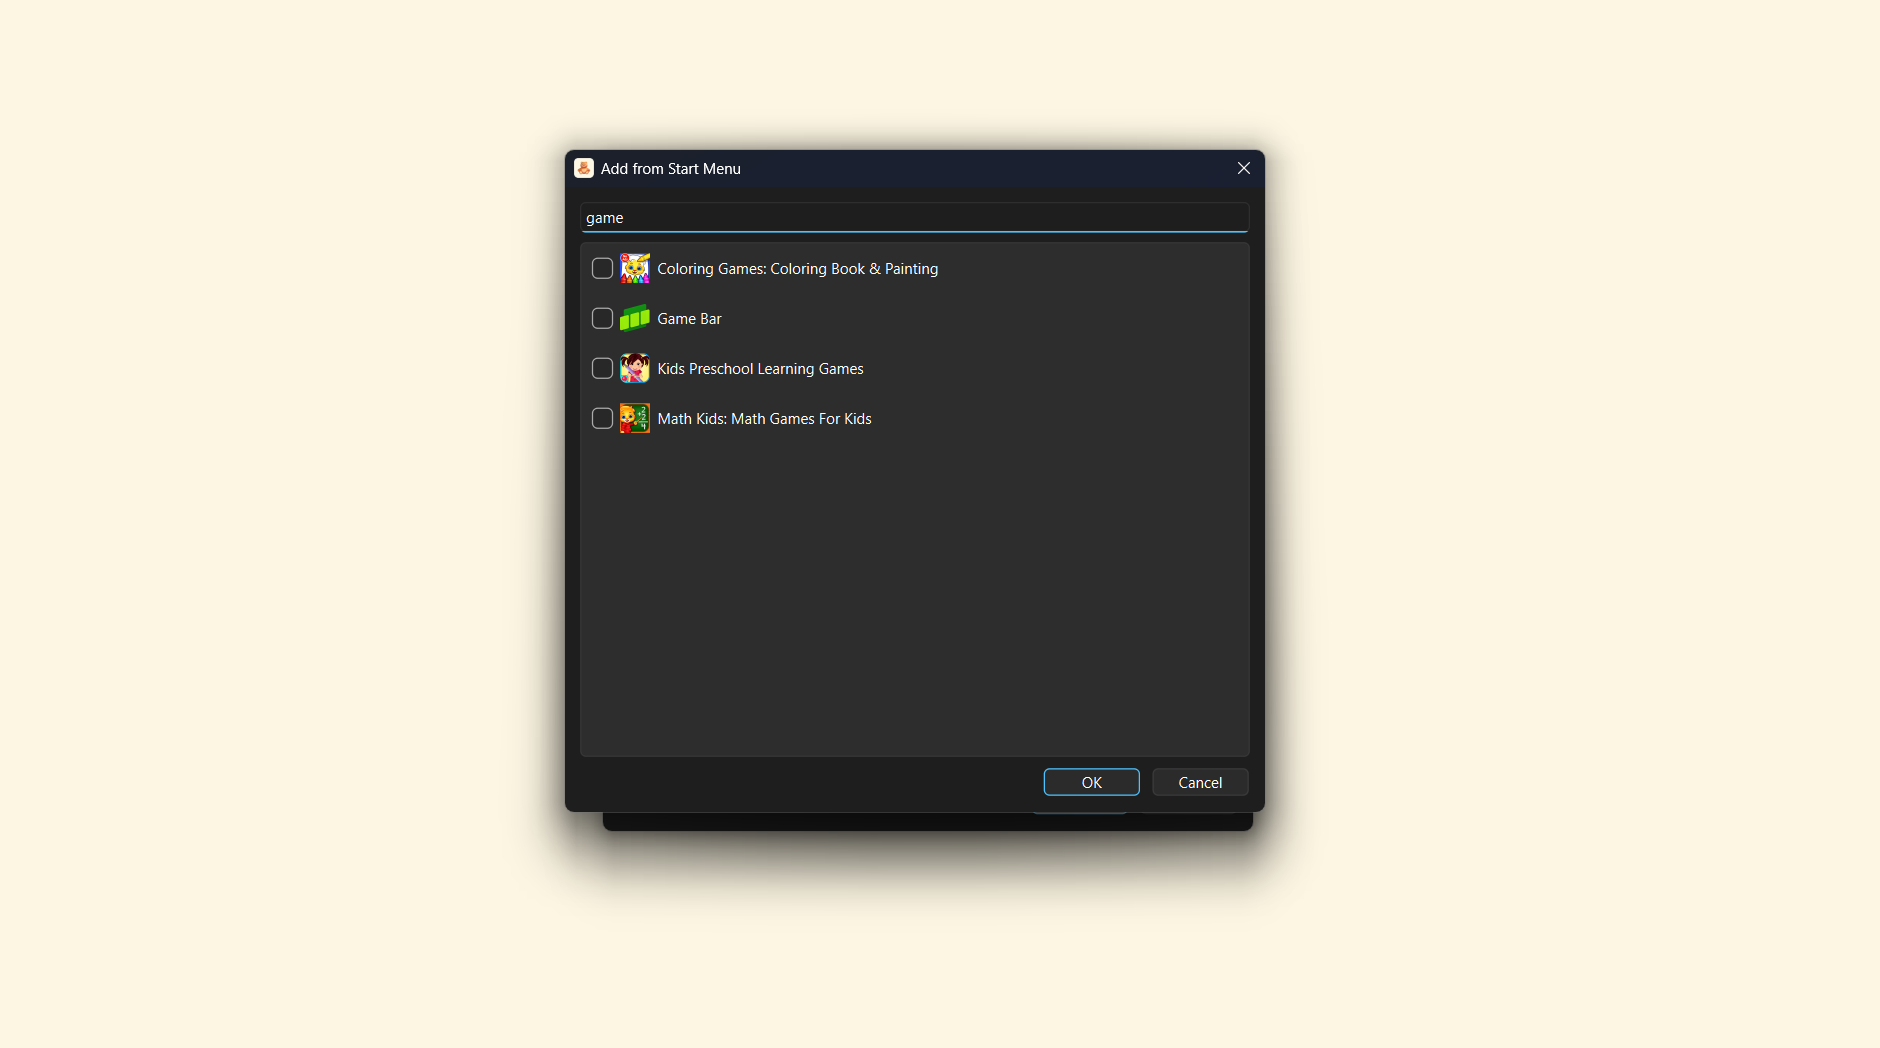 Add from Start Menu
game
Coloring Games: Coloring Book & Painting
Game Bar
Kids Preschool Learning Games
Math Kids: Math Games For Kids
OK
Cancel